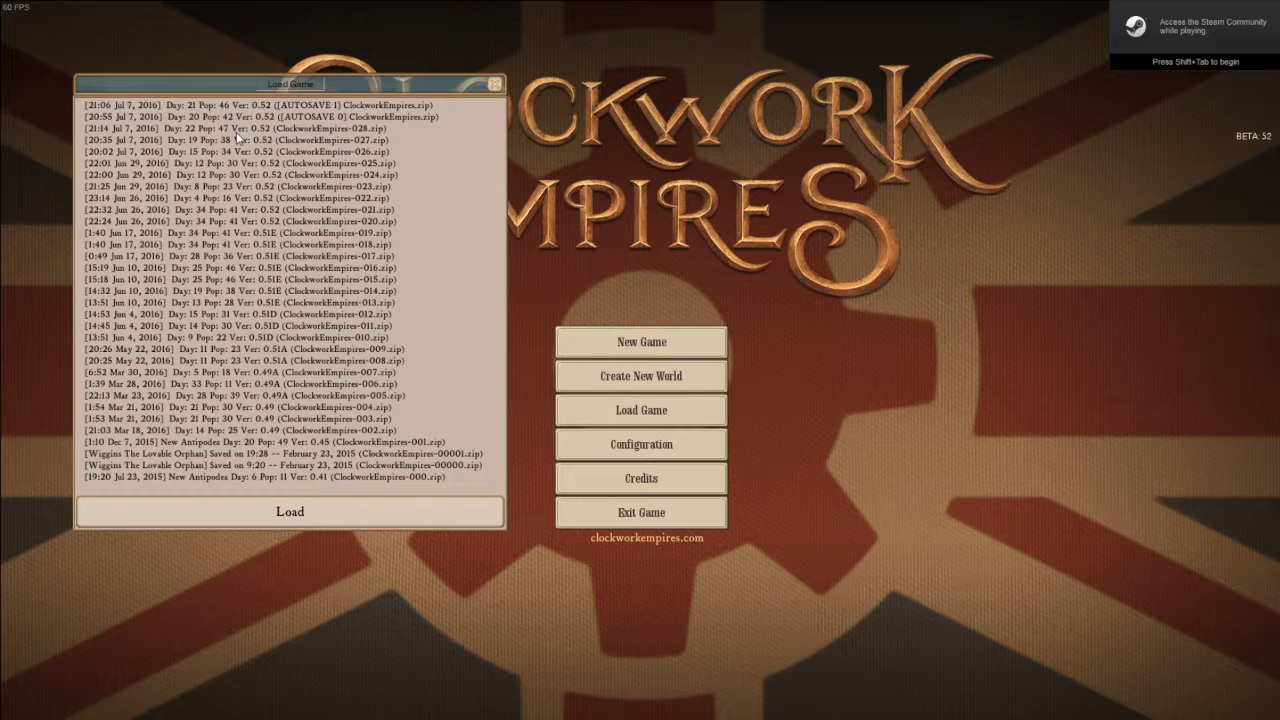 60 FPS
Access the Steam Community
while playing.
Press Shift+Tab to begin
CLOCKWORK
EMPIRES
BETA: 52
Load Game
[21:06 Jul 7, 2016] Day: 21 Pop: 46 Ver: 0.52 ([AUTOSAVE 1] ClockworkEmpires.zip)
[20:55 Jul 7, 2016] Day: 20 Pop: 42 Ver: 0.52 ([AUTOSAVE 0] ClockworkEmpires.zip)
[21:14 Jul 7, 2016] Day: 22 Pop: 47 Ver: 0.52 (ClockworkEmpires-028.zip)
[20:35 Jul 7, 2016] Day: 19 Pop: 38 Ver: 0.52 (ClockworkEmpires-027.zip)
[20:02 Jul 7, 2016] Day: 15 Pop: 34 Ver: 0.52 (ClockworkEmpires-026.zip)
[22:01 Jun 29, 2016] Day: 12 Pop: 30 Ver: 0.52 (ClockworkEmpires-025.zip)
[22:00 Jun 29, 2016] Day: 12 Pop: 30 Ver: 0.52 (ClockworkEmpires-024.zip)
[21:25 Jun 29, 2016] Day: 8 Pop: 23 Ver: 0.52 (ClockworkEmpires-023.zip)
[23:14 Jun 26, 2016] Day: 4 Pop: 16 Ver: 0.52 (ClockworkEmpires-022.zip)
[22:32 Jun 26, 2016] Day: 34 Pop: 41 Ver: 0.52 (ClockworkEmpires-021.zip)
[22:24 Jun 26, 2016] Day: 34 Pop: 41 Ver: 0.52 (ClockworkEmpires-020.zip)
[1:40 Jun 17, 2016] Day: 34 Pop: 41 Ver: 0.51E (ClockworkEmpires-019.zip)
[1:40 Jun 17, 2016] Day: 34 Pop: 41 Ver: 0.51E (ClockworkEmpires-018.zip)
[0:49 Jun 17, 2016] Day: 28 Pop: 36 Ver: 0.51E (ClockworkEmpires-017.zip)
[15:19 Jun 10, 2016] Day: 25 Pop: 46 Ver: 0.51E (ClockworkEmpires-016.zip)
[15:18 Jun 10, 2016] Day: 25 Pop: 46 Ver: 0.51E (ClockworkEmpires-015.zip)
[14:32 Jun 10, 2016] Day: 19 Pop: 38 Ver: 0.51E (ClockworkEmpires-014.zip)
[13:51 Jun 10, 2016] Day: 13 Pop: 28 Ver: 0.51E (ClockworkEmpires-013.zip)
[14:53 Jun 4, 2016] Day: 15 Pop: 31 Ver: 0.51D (ClockworkEmpires-012.zip)
[14:45 Jun 4, 2016] Day: 14 Pop: 30 Ver: 0.51D (ClockworkEmpires-011.zip)
[13:51 Jun 4, 2016] Day: 9 Pop: 22 Ver: 0.51D (ClockworkEmpires-010.zip)
[20:26 May 22, 2016] Day: 11 Pop: 23 Ver: 0.51A (ClockworkEmpires-009.zip)
[20:25 May 22, 2016] Day: 11 Pop: 23 Ver: 0.51A (ClockworkEmpires-008.zip)
[6:52 Mar 30, 2016] Day: 5 Pop: 18 Ver: 0.49A (ClockworkEmpires-007.zip)
[1:39 Mar 28, 2016] Day: 33 Pop: 11 Ver: 0.49A (ClockworkEmpires-006.zip)
[22:13 Mar 23, 2016] Day: 28 Pop: 39 Ver: 0.49A (ClockworkEmpires-005.zip)
[1:54 Mar 21, 2016] Day: 21 Pop: 30 Ver: 0.49 (ClockworkEmpires-004.zip)
[1:53 Mar 21, 2016] Day: 21 Pop: 30 Ver: 0.49 (ClockworkEmpires-003.zip)
[21:03 Mar 18, 2016] Day: 14 Pop: 25 Ver: 0.49 (ClockworkEmpires-002.zip)
[1:10 Dec 7, 2015] New Antipodea Day: 20 Pop: 49 Ver: 0.45 (ClockworkEmpires-001.zip)
[Wiggins The Lovable Orphan] Saved on 19:28 -- February 23, 2015 (ClockworkEmpires-00001.zip)
[Wiggins The Lovable Orphan] Saved on 9:20 -- February 23, 2015 (ClockworkEmpires-00000.zip)
[19:20 Jul 23, 2015] New Antipodea Day: 6 Pop: 11 Ver: 0.41 (ClockworkEmpires-000.zip)
Load
New Game
Create New World
Load Game
Configuration
Credits
Exit Game
clockworkempires.com